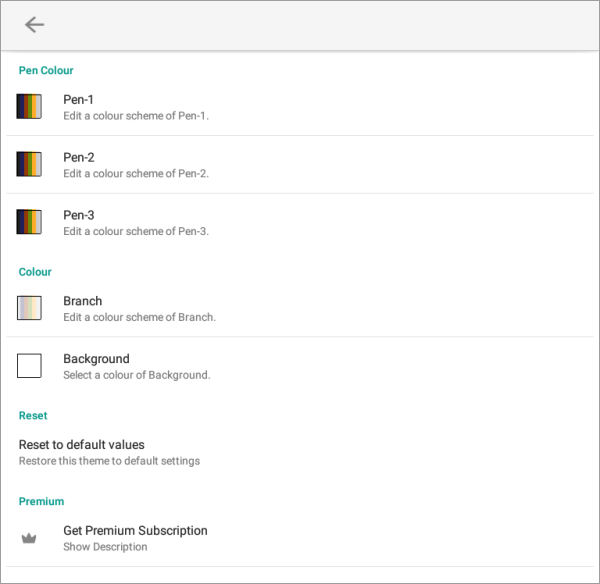 Pen Colour
Pen-1
Edit a colour scheme of Pen-1.
Pen-2
Edit a colour scheme of Pen-2.
Pen-3
Edit a colour scheme of Pen-3.
Colour
Branch
Edit a colour scheme of Branch.
Background
Select a colour of Background.
Reset
Reset to default values
Restore this theme to default settings
Premium
Get Premium Subscription
Show Description